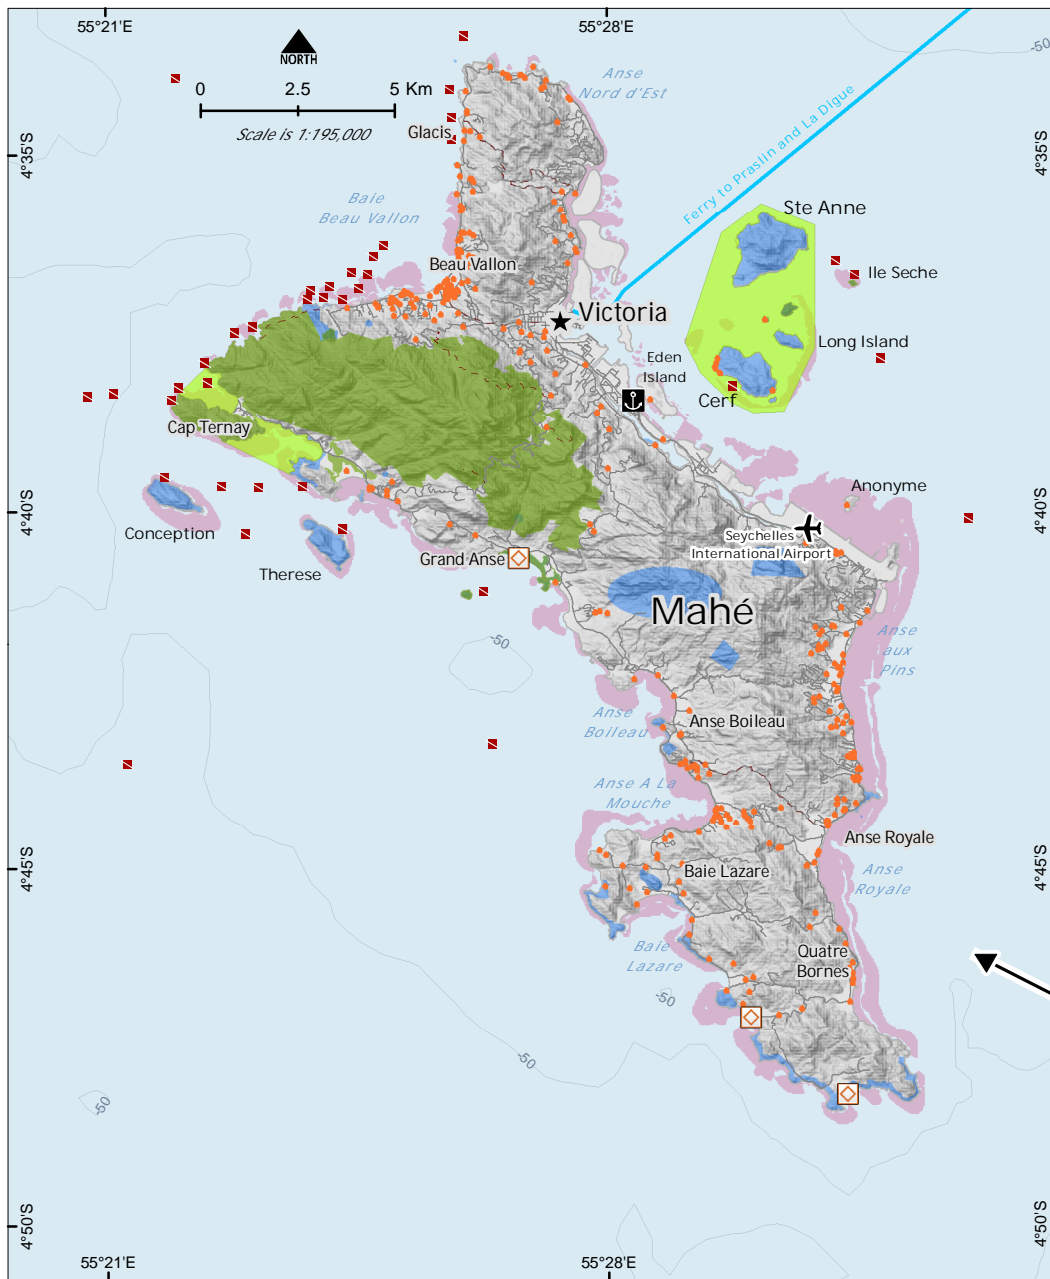 55°21'E
55°28'E
-50
NORTH
Anse
Nord d'Est
0 2.5 5 Km
Scale is 1:195,000
Glacis
4°35'S
4°35'S
Ferry to Praslin and La Digue
Baie
Beau Vallon
Ste Anne
Beau Vallon
Ile Seche
Victoria
Long Island
Eden
Island
Cerf
Cap Ternay
Anonyme
4°40'S
4°40'S
Conception
Seychelles
International Airport
Grand Anse
Therese
Mahé
Anse
aux
Pins
-50
Anse
Boileau
Anse Boileau
Anse A La
Mouche
Anse Royale
4°45'S
4°45'S
Baie Lazare
Anse
Royale
Baie
Lazare
Quatre
Bornes
-50
-50
-50
4°50'S
4°50'S
55°21'E
55°28'E